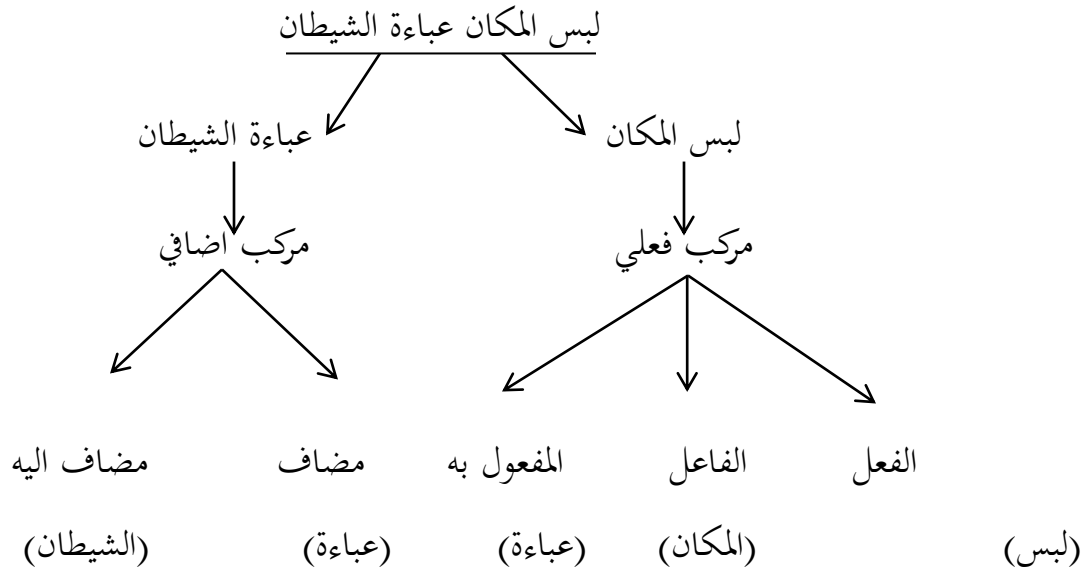 لبس المكان عباءة الشيطان
لبس المكان عباءة الشيطان
مركب فعلي مركب اضافي
الفعل الفاعل المفعول به مضاف مضاف اليه
(لبس) (المكان) (عباءة) (عباءة) (الشيطان)